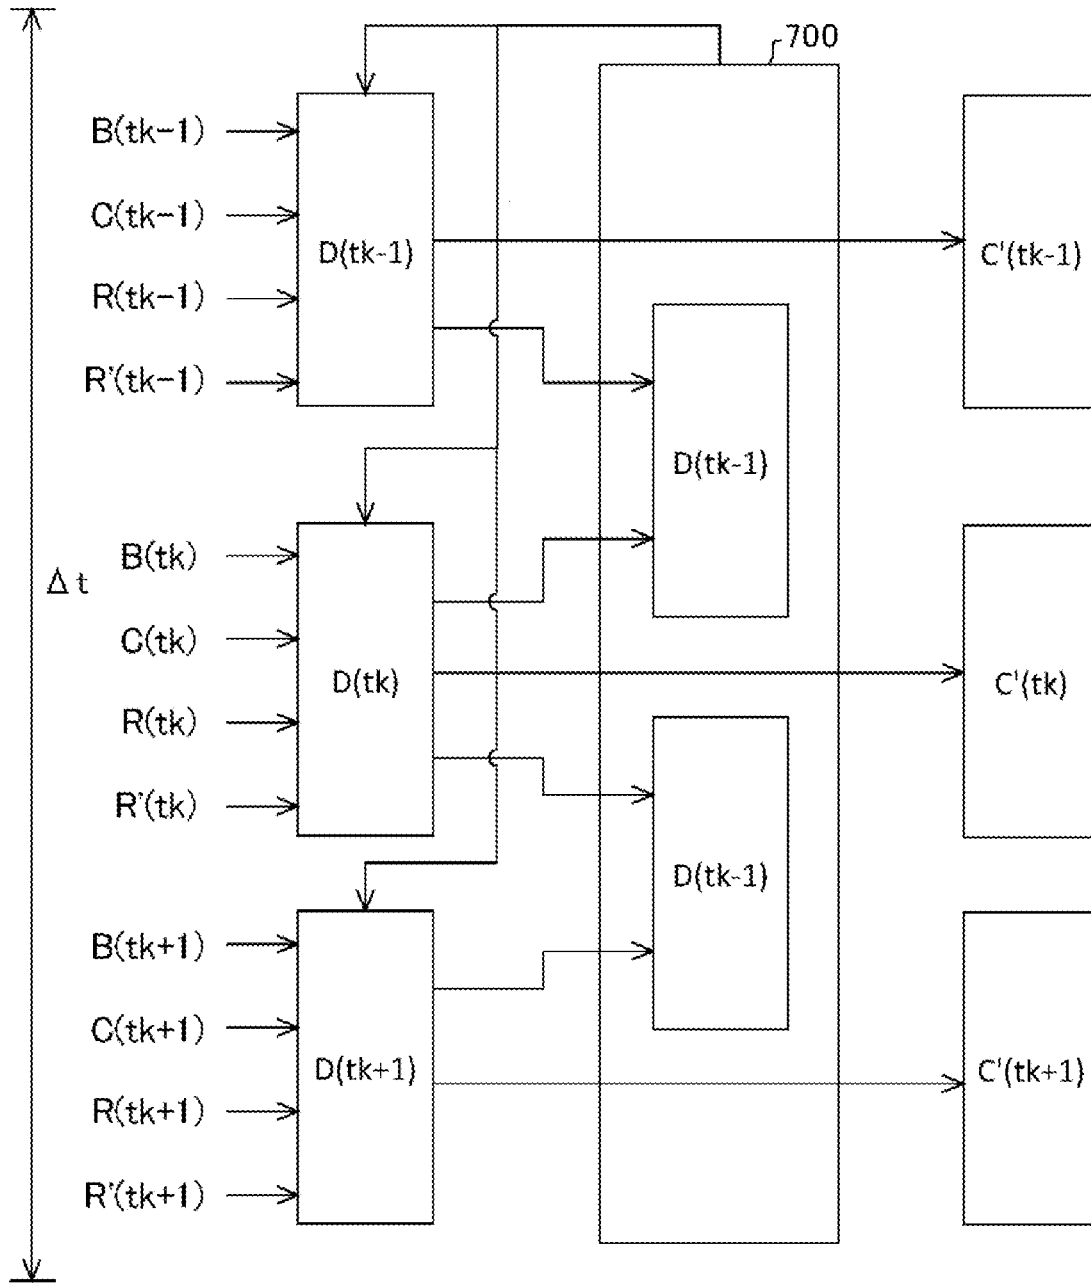 700
B(tk-1)
C(tk-1)
R(tk-1)
R'(tk-1)
D(tk-1)
C'(tk-1)
D(tk-1)
Δt
B(tk)
C(tk)
R(tk)
R'(tk)
D(tk)
C'(tk)
D(tk-1)
B(tk+1)
C(tk+1)
R(tk+1)
R'(tk+1)
D(tk+1)
C'(tk+1)